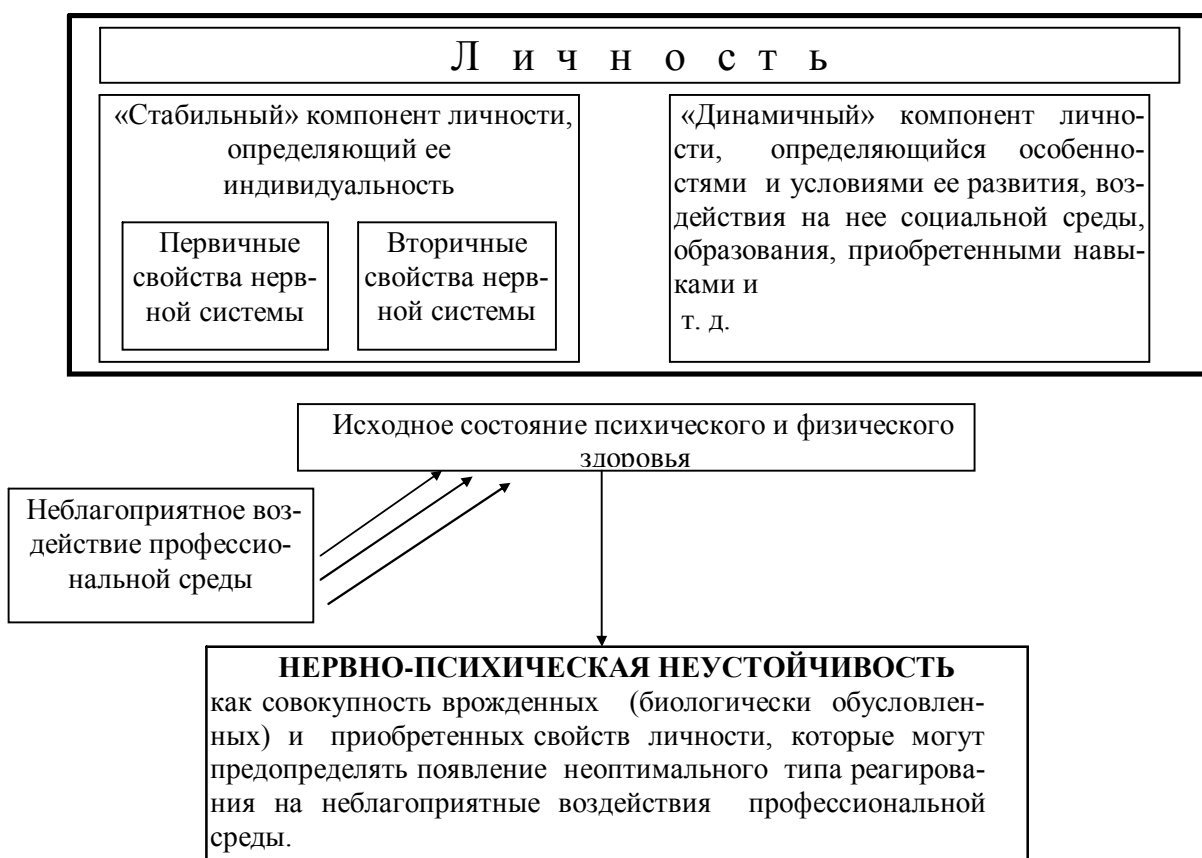 Личность
«Стабильный» компонент личности,
определяющий ее
индивидуальность
Первичные
свойства нерв-
ной системы
Вторичные
свойства нерв-
ной системы
«Динамичный» компонент лично-
сти, определяющийся особенно-
стями и условиями ее развития, воз-
действия на нее социальной среды,
образования, приобретенными навы-
ками и
т. д.
Исходное состояние психического и физического
здоровья
Неблагоприятное воз-
действие профессио-
нальной среды
НЕРВНО-ПСИХИЧЕСКАЯ НЕУСТОЙЧИВОСТЬ
как совокупность врожденных (биологически обусловлен-
ных) и приобретенных свойств личности, которые могут
предопределять появление неоптимального типа реагирова-
ния на неблагоприятные воздействия профессиональной
среды.